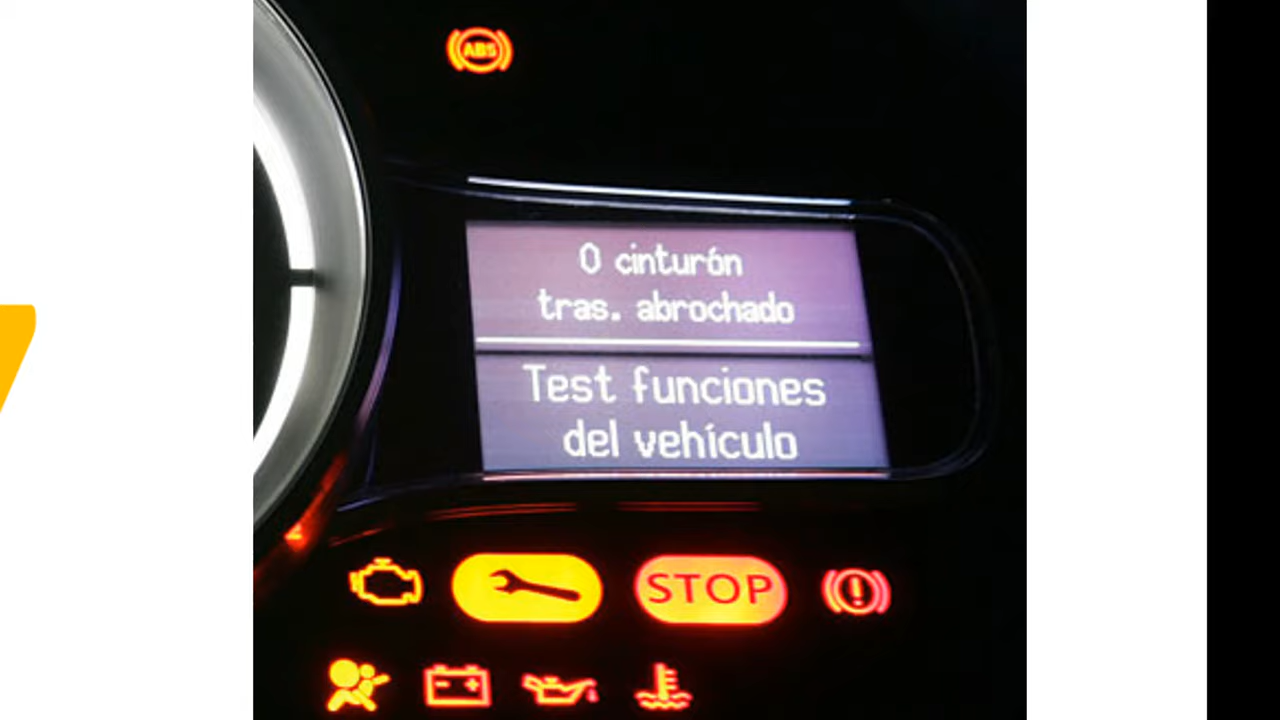 ABS
0 cinturón
tras. abrochado
Test funciones
del vehículo
STOP